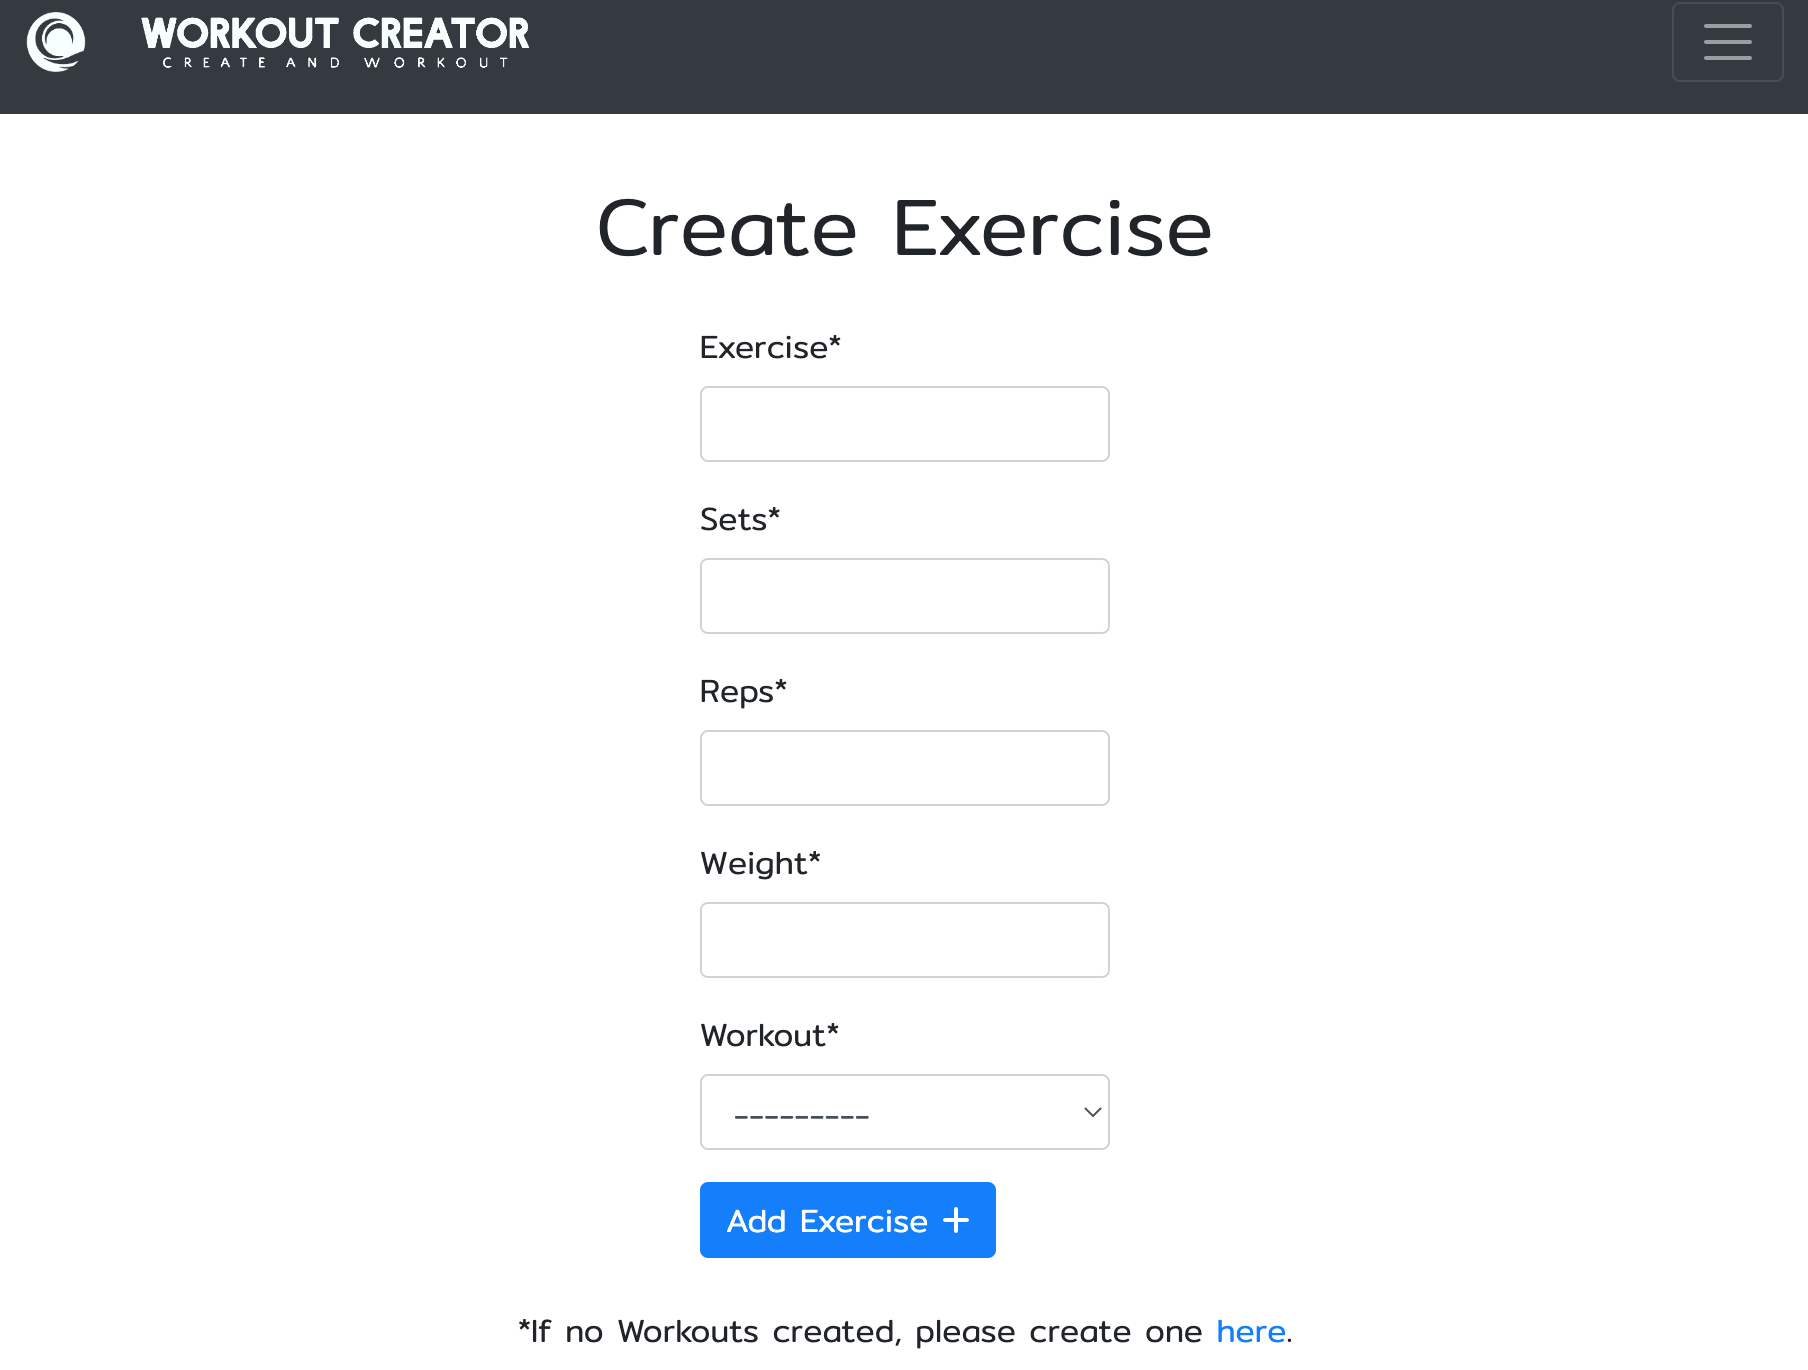 WORKOUT CREATOR
CREATE AND WORKOUT
Create Exercise
Exercise*
Sets*
Reps*
Weight*
Workout*
---------
Add Exercise +
*If no Workouts created, please create one here.